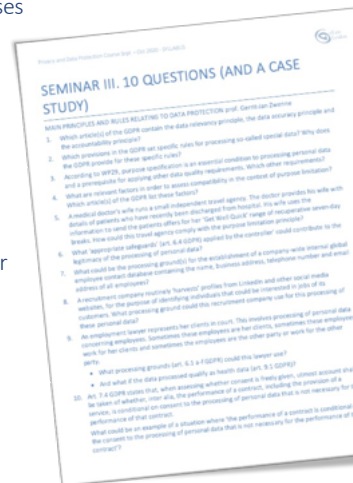 ses
or
Privacy and Data Protection Course Sept. – Oct 2020 - SYLLABUS
SEMINAR III. 10 QUESTIONS (AND A CASE
STUDY)
MAIN PRINCIPLES AND RULES RELATING TO DATA PROTECTION prof. Gerrit-Jan Zwenne
1. Which article(s) of the GDPR contain the data relevancy principle, the data accuracy principle and
the accountability principle?
2. Which provisions in the GDPR set specific rules for processing so-called special data? Why does
the GDPR provide for these specific rules?
3. According to WP29, purpose specification is an essential condition to processing personal data
and a prerequisite for applying other data quality requirements. Which other requirements?
4. What are relevant factors in order to assess compatibility in the context of purpose limitation?
Which article(s) of the GDPR list these factors?
5. A medical doctor's wife runs a small independent travel agency. The doctor provides his wife with
details of patients who have recently been discharged from hospital. His wife uses the
information to send the patients offers for her 'Get Well Quick' range of recuperative seven-day
breaks. How could this travel agency comply with the purpose limitation principle?
6. What 'appropriate safeguards' (art. 6.4 GDPR) applied by the controller' could contribute to the
legitimacy of the processing of personal data?
7. What could be the processing ground(s) for the establishment of a company-wide internal global
employee contact database containing the name, business address, telephone number and email
address of all employees?
8. A recruitment company routinely 'harvests' profiles from LinkedIn and other social media
websites, for the purpose of identifying individuals that could be interested in jobs of its
customers. What processing ground could this recruitment company use for this processing of
these personal data?
9. An employment lawyer represents her clients in court. This involves processing of personal data
concerning employees. Sometimes these employees are her clients, sometimes these employees
work for her clients and sometimes the employees are the other party or work for the other
party.
• What processing grounds (art. 6.1 a-f GDPR) could this lawyer use?
• And what if the data processed qualify as health data (art. 9.1 GDPR)?
10. Art. 7.4 GDPR states that, when assessing whether consent is freely given, utmost account shall
be taken of whether, inter alia, the performance of a contract, including the provision of a
service, is conditional on consent to the processing of personal data that is not necessary for the
performance of that contract.
What could be an example of a situation where 'the performance of a contract is conditional
the consent to the processing of personal data that is not necessary for the performance of the
contract'?